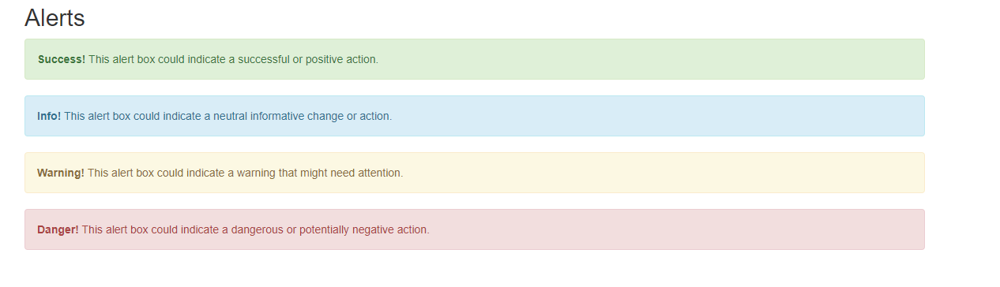 Alerts
Success! This alert box could indicate a successful or positive action.
Info! This alert box could indicate a neutral informative change or action.
Warning! This alert box could indicate a warning that might need attention.
Danger! This alert box could indicate a dangerous or potentially negative action.